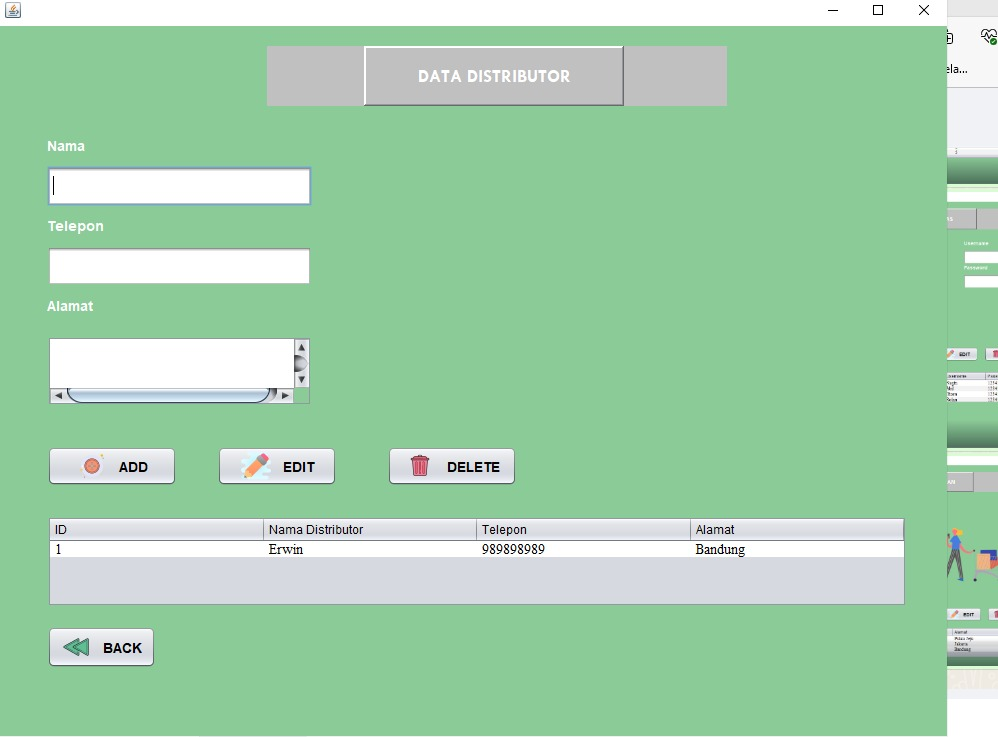 DATA DISTRIBUTOR
Nama
Telepon
Alamat
ADD EDIT DELETE
ID Nama Distributor Telepon Alamat
1 Erwin 989898989 Bandung
BACK
ela...
Username
Password
EDIT
AN
EDIT
Alamat
Bandung